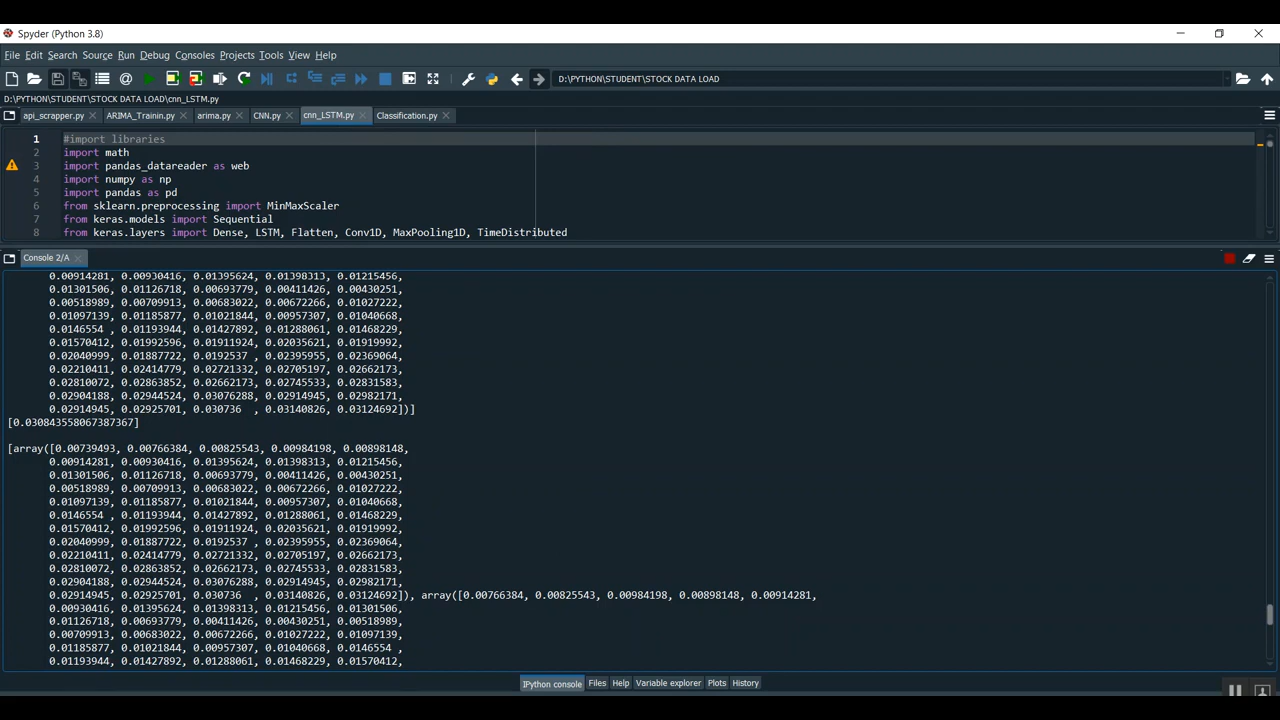 Spyder (Python 3.8)
File Edit Search Source Run Debug Consoles Projects Tools View Help
D:\PYTHON\STUDENT\STOCK DATA LOAD
D:\PYTHON\STUDENT\STOCK DATA LOAD\cnn_LSTM.py
api_scrapper.py ARIMA_Trainin.py arima.py CNN.py cnn_LSTM.py Classification.py
1 #import libraries
2 import math
3 import pandas_datareader as web
4 import numpy as np
5 import pandas as pd
6 from sklearn.preprocessing import MinMaxScaler
7 from keras.models import Sequential
8 from keras.layers import Dense, LSTM, Flatten, Conv1D, MaxPooling1D, TimeDistributed
Console 2/A
0.00914281, 0.00930416, 0.01395624, 0.01398313, 0.01215456,
0.01301506, 0.01126718, 0.00693779, 0.00411426, 0.00430251,
0.00518989, 0.00709913, 0.00683022, 0.00672266, 0.01027222,
0.01097139, 0.01185877, 0.01021844, 0.00957307, 0.01040668,
0.0146554 , 0.01193944, 0.01427892, 0.01288061, 0.01468229,
0.01570412, 0.01992596, 0.01911924, 0.02035621, 0.01919992,
0.02040999, 0.01887722, 0.0192537 , 0.02395955, 0.02369064,
0.02210411, 0.02414779, 0.02721332, 0.02705197, 0.02662173,
0.02810072, 0.02863852, 0.02662173, 0.02745533, 0.02831583,
0.02904188, 0.02944524, 0.03076288, 0.02914945, 0.02982171,
0.02914945, 0.02925701, 0.030736  , 0.03140826, 0.03124692])]
[0.030843558067387367]
[array([0.00739493, 0.00766384, 0.00825543, 0.00984198, 0.00898148,
0.00914281, 0.00930416, 0.01395624, 0.01398313, 0.01215456,
0.01301506, 0.01126718, 0.00693779, 0.00411426, 0.00430251,
0.00518989, 0.00709913, 0.00683022, 0.00672266, 0.01027222,
0.01097139, 0.01185877, 0.01021844, 0.00957307, 0.01040668,
0.0146554 , 0.01193944, 0.01427892, 0.01288061, 0.01468229,
0.01570412, 0.01992596, 0.01911924, 0.02035621, 0.01919992,
0.02040999, 0.01887722, 0.0192537 , 0.02395955, 0.02369064,
0.02210411, 0.02414779, 0.02721332, 0.02705197, 0.02662173,
0.02810072, 0.02863852, 0.02662173, 0.02745533, 0.02831583,
0.02904188, 0.02944524, 0.03076288, 0.02914945, 0.02982171,
0.02914945, 0.02925701, 0.030736  , 0.03140826, 0.03124692]), array([0.00766384, 0.00825543, 0.00984198, 0.00898148, 0.00914281,
0.00930416, 0.01395624, 0.01398313, 0.01215456, 0.01301506,
0.01126718, 0.00693779, 0.00411426, 0.00430251, 0.00518989,
0.00709913, 0.00683022, 0.00672266, 0.01027222, 0.01097139,
0.01185877, 0.01021844, 0.00957307, 0.01040668, 0.0146554 ,
0.01193944, 0.01427892, 0.01288061, 0.01468229, 0.01570412,
IPython console Files Help Variable explorer Plots History